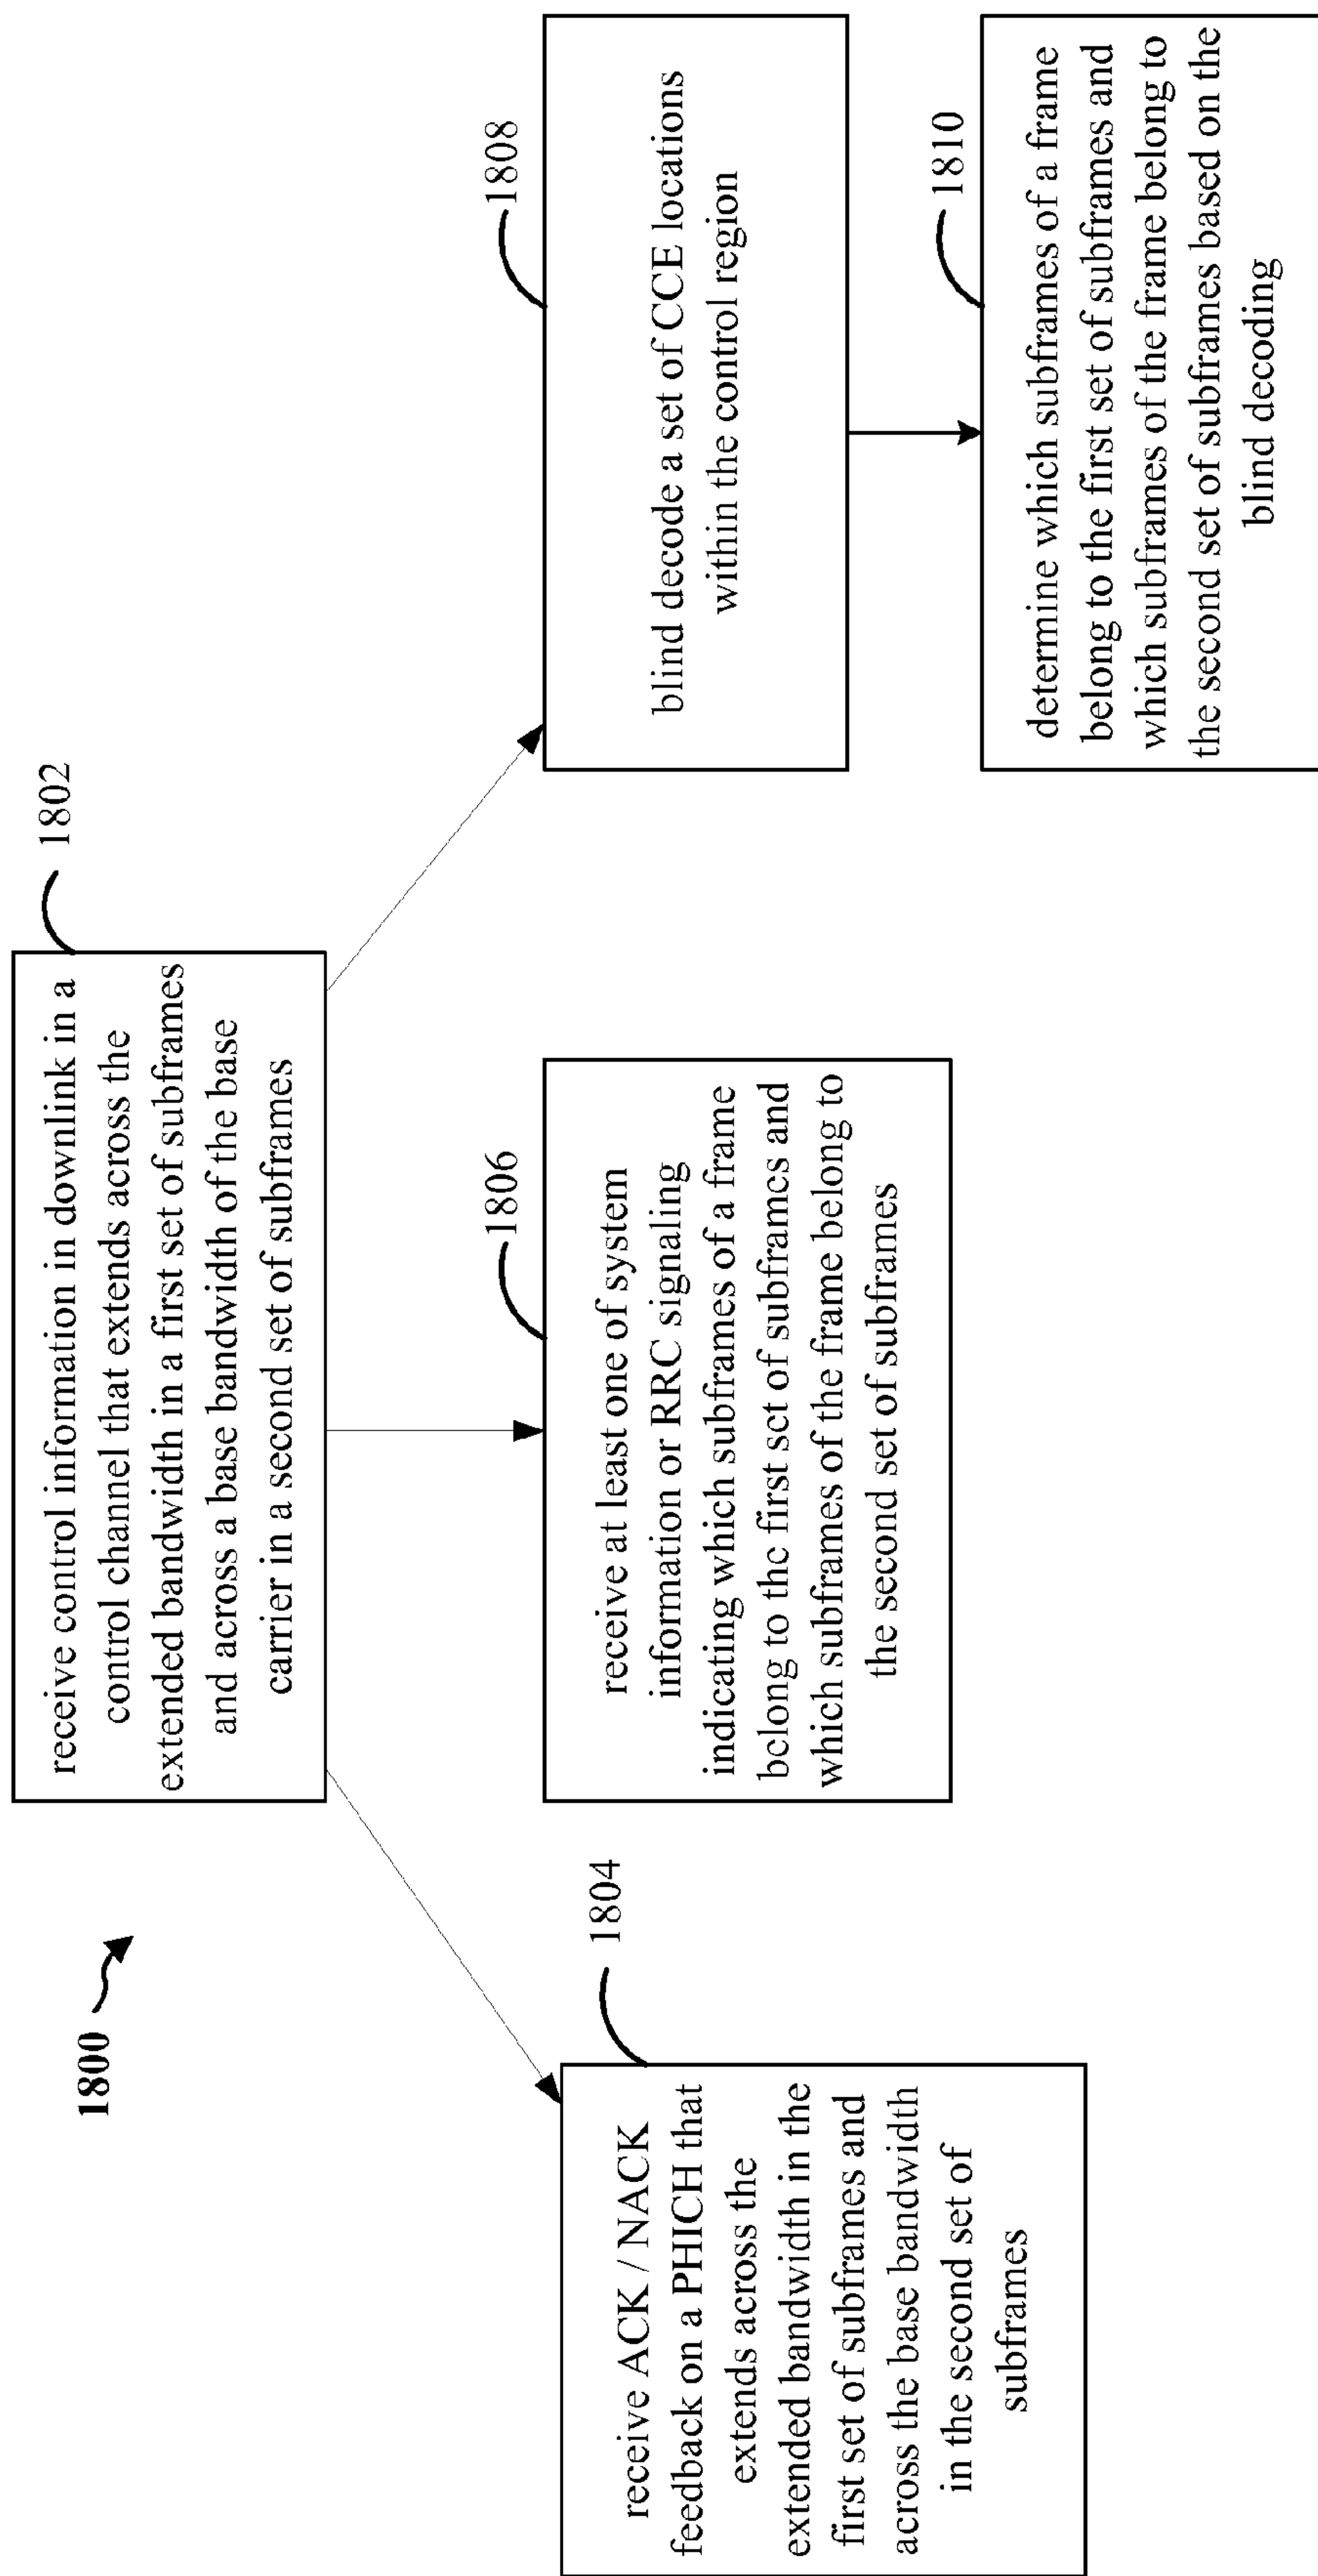 1800
1802
receive control information in downlink in a
control channel that extends across the
extended bandwidth in a first set of subframes
and across a base bandwidth of the base
carrier in a second set of subframes
1804
receive ACK / NACK
feedback on a PHICH that
extends across the
extended bandwidth in the
first set of subframes and
across the base bandwidth
in the second set of
subframes
1806
receive at least one of system
information or RRC signaling
indicating which subframes of a frame
belong to the first set of subframes and
which subframes of the frame belong to
the second set of subframes
1808
blind decode a set of CCE locations
within the control region
1810
determine which subframes of a frame
belong to the first set of subframes and
which subframes of the frame belong to
the second set of subframes based on the
blind decoding